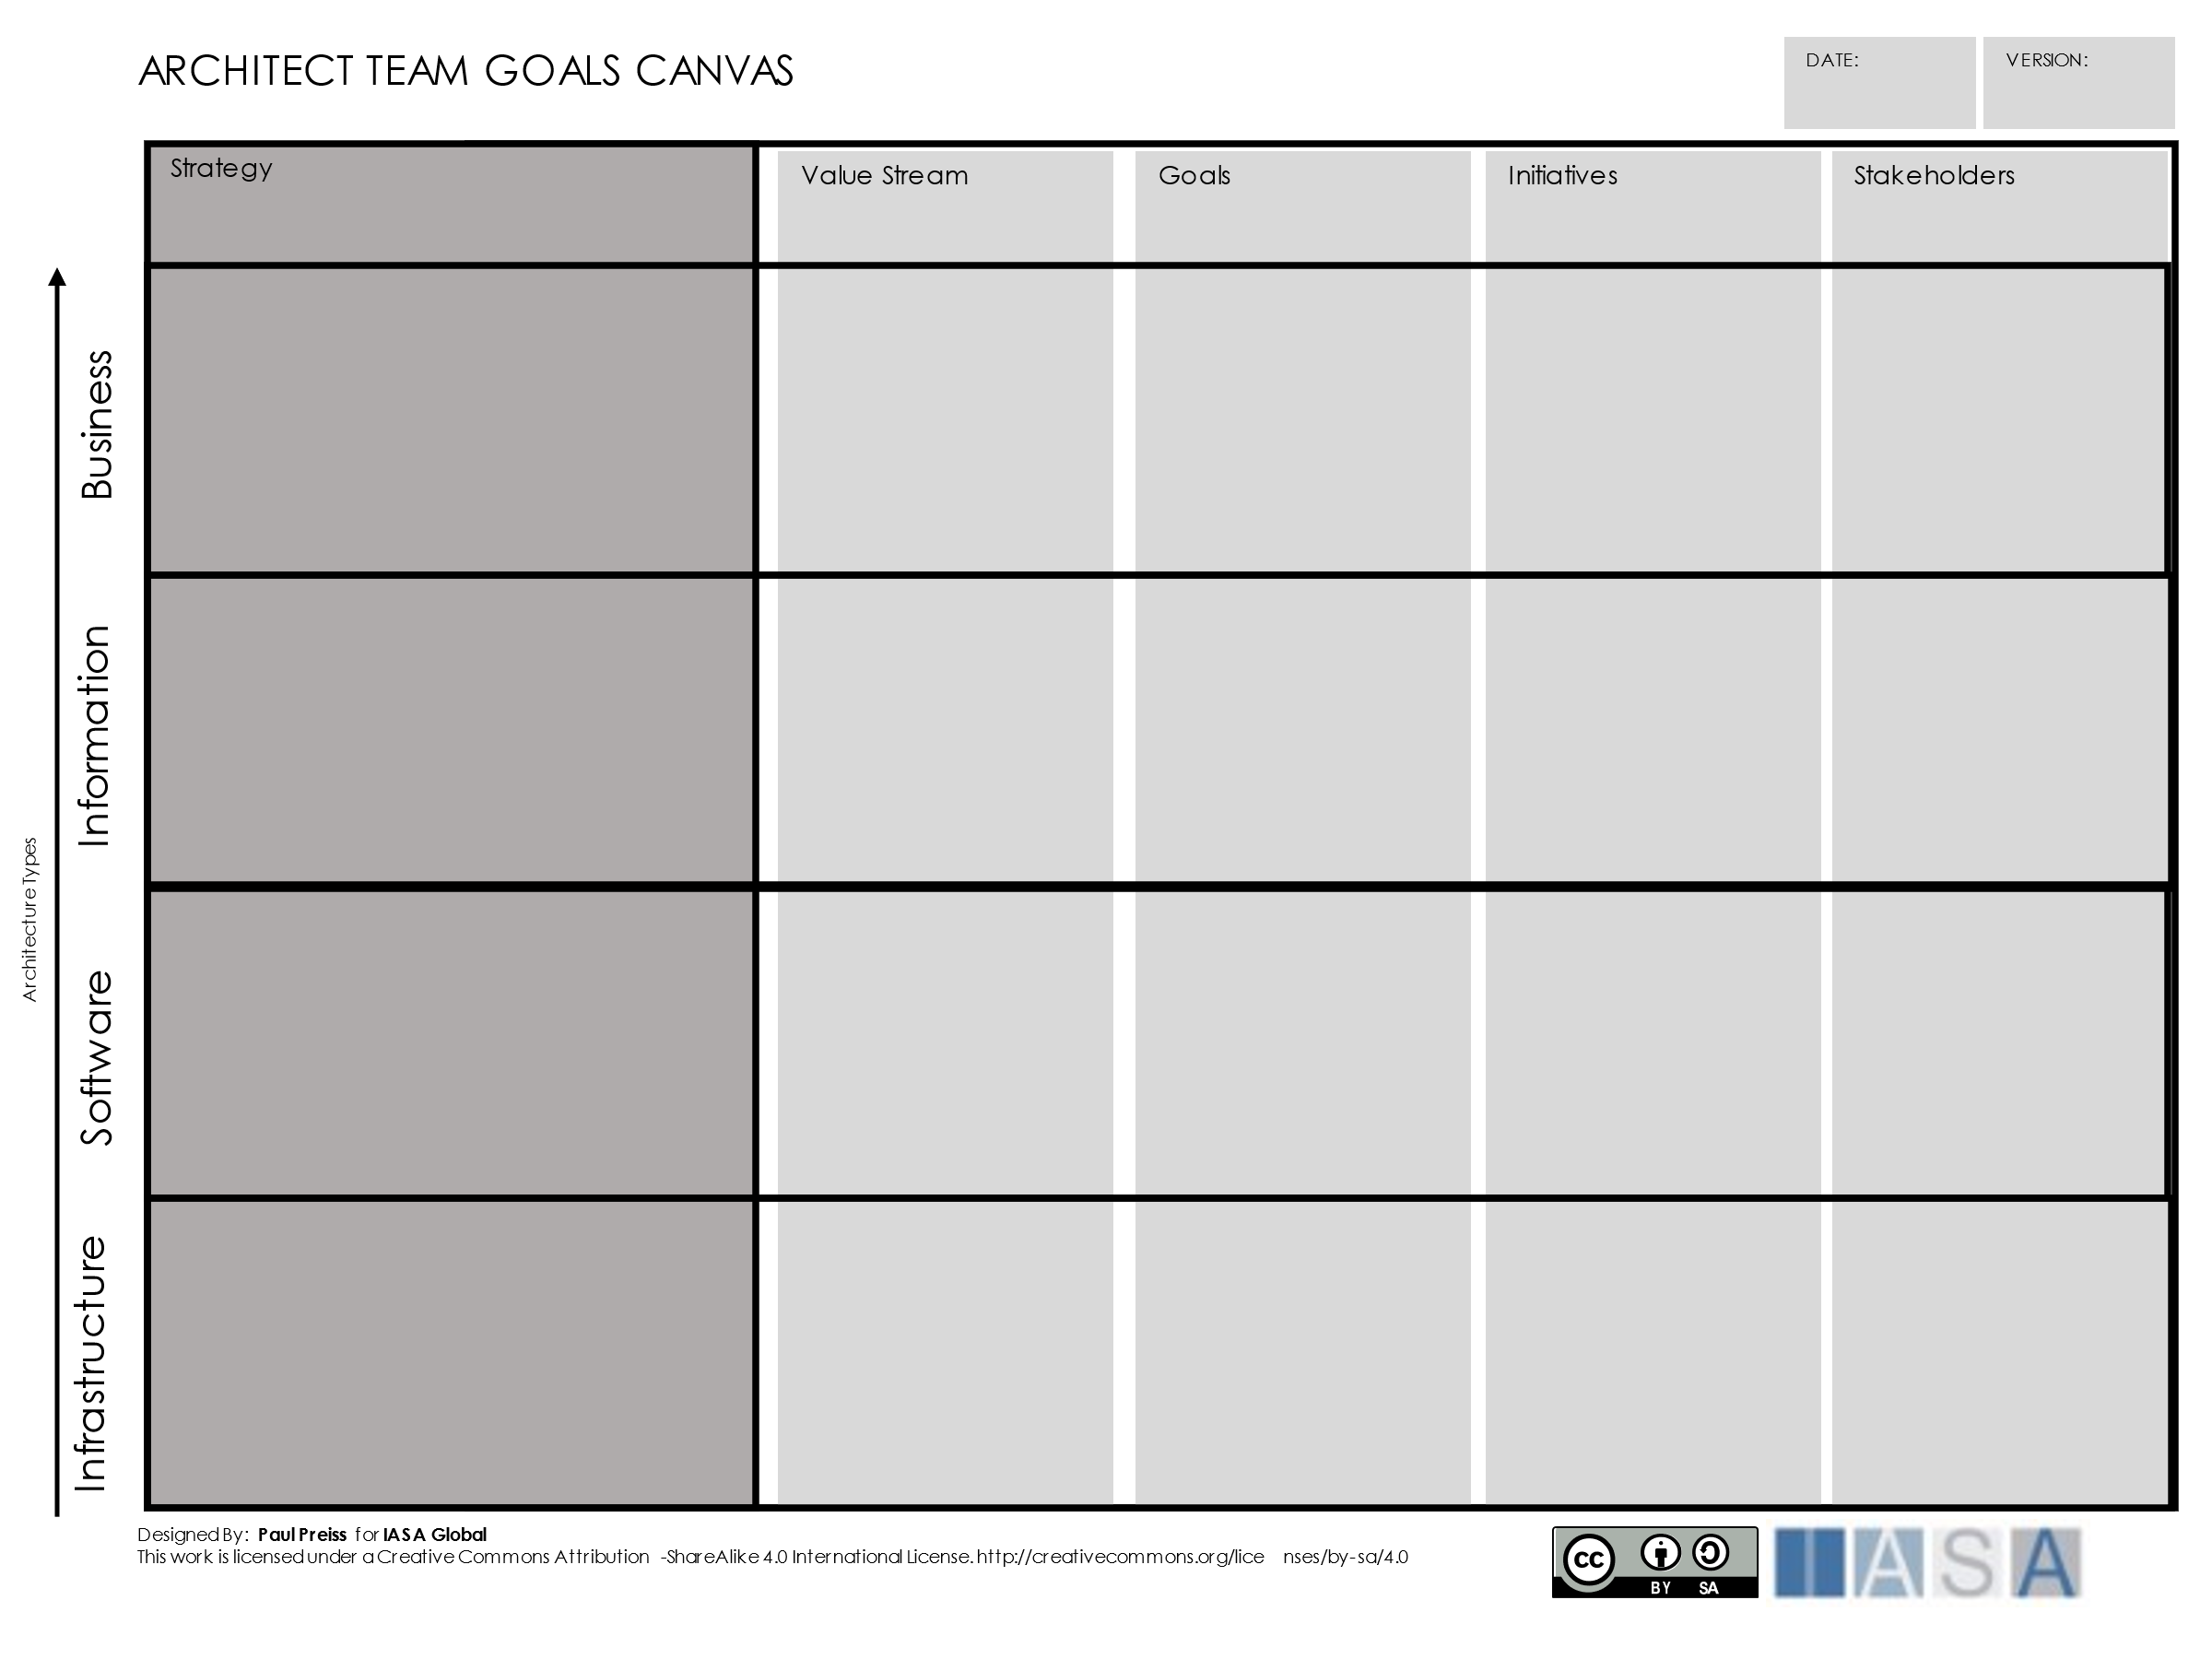 ARCHITECT TEAM GOALS CANVAS
DATE:
VERSION:
Strategy
Value Stream
Goals
Initiatives
Stakeholders
Business
Information
Architecture Types
Software
Infrastructure
Designed By: Paul Preiss for IASA Global
This work is licensed under a Creative Commons Attribution -ShareAlike 4.0 International License. http://creativecommons.org/lice nses/by-sa/4.0
cc
BY SA
IASA